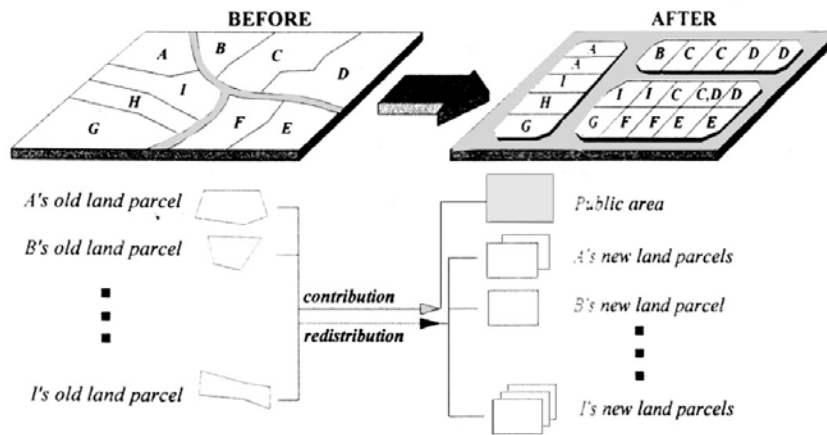 BEFORE
AFTER
A
B
C
D
I
H
G
F
E
A
A
I
H
G
B C C D D
I I C C,D D
G F F E E
A's old land parcel
B's old land parcel
I's old land parcel
contribution
redistribution
Public area
A's new land parcels
B's new land parcel
I's new land parcels